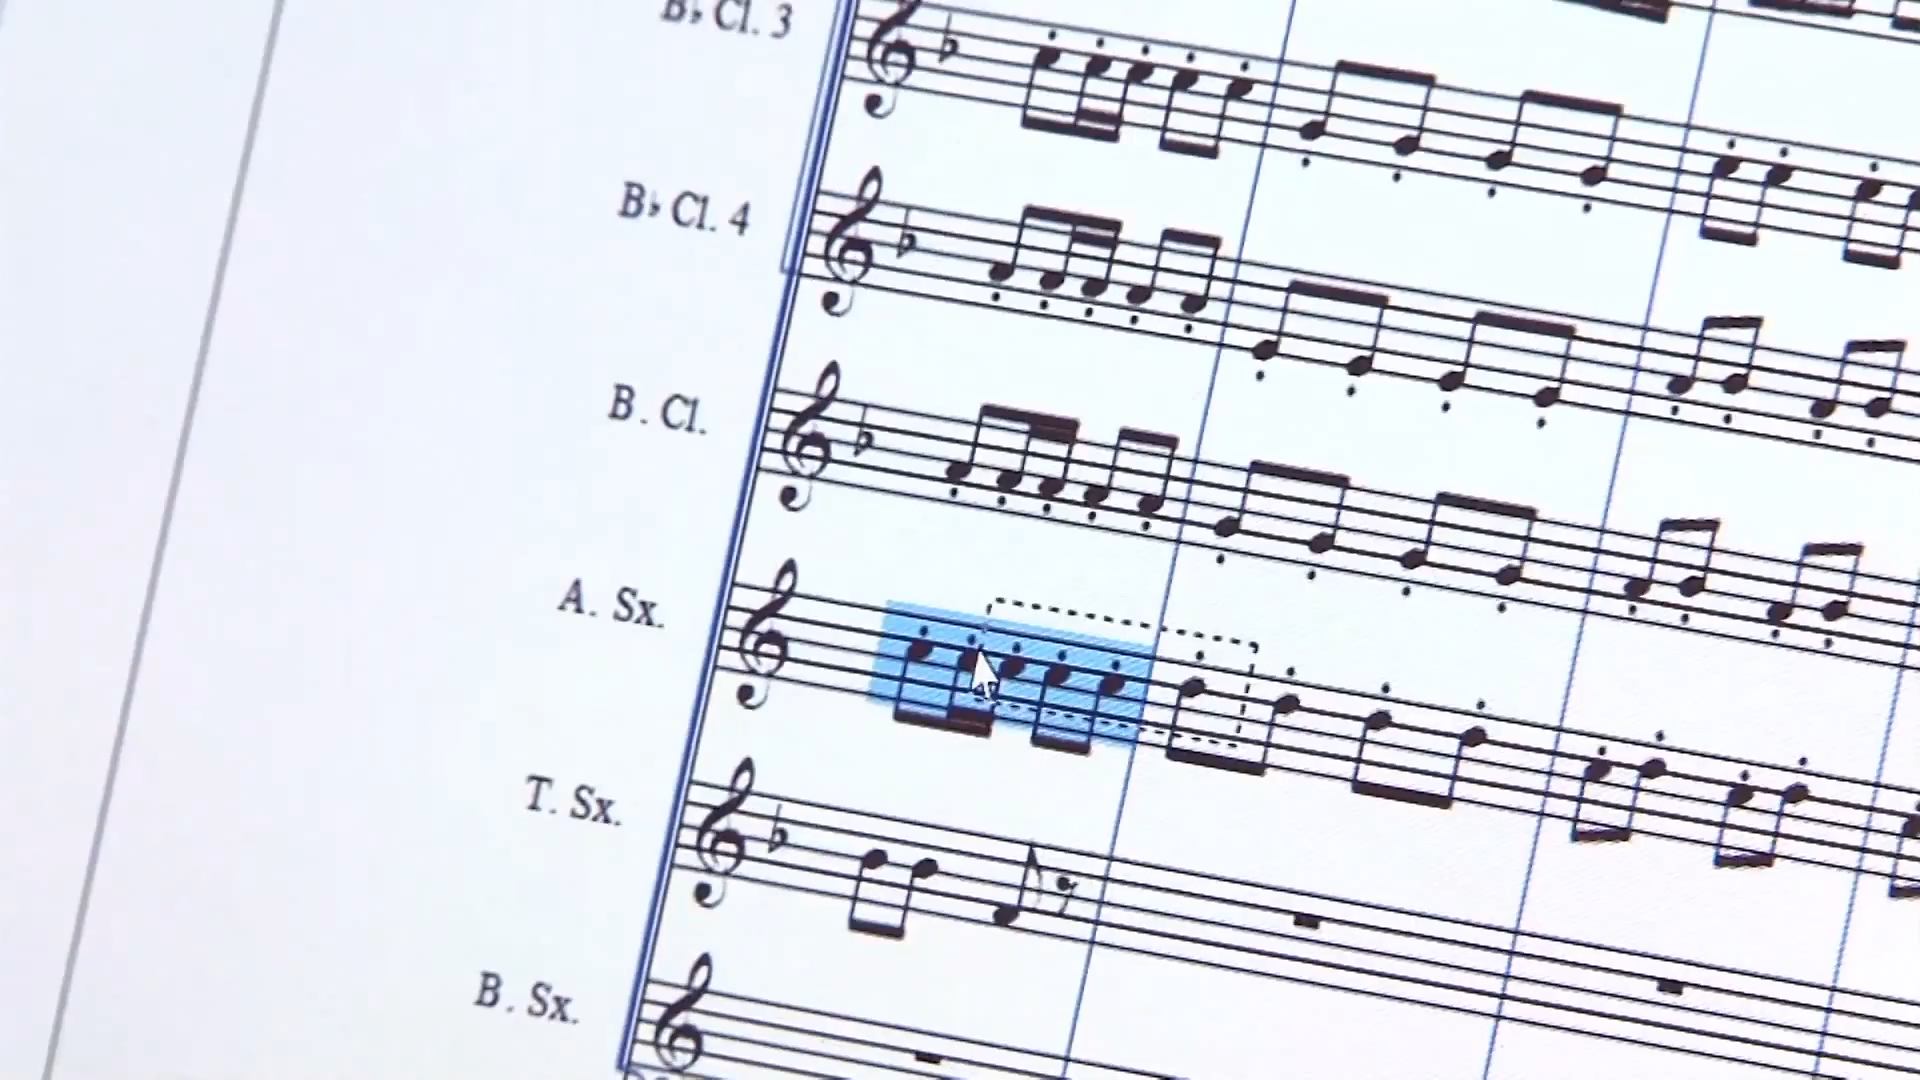 B♭ Cl. 3
B♭ Cl. 4
B. Cl.
A. Sx.
T. Sx.
B. Sx.